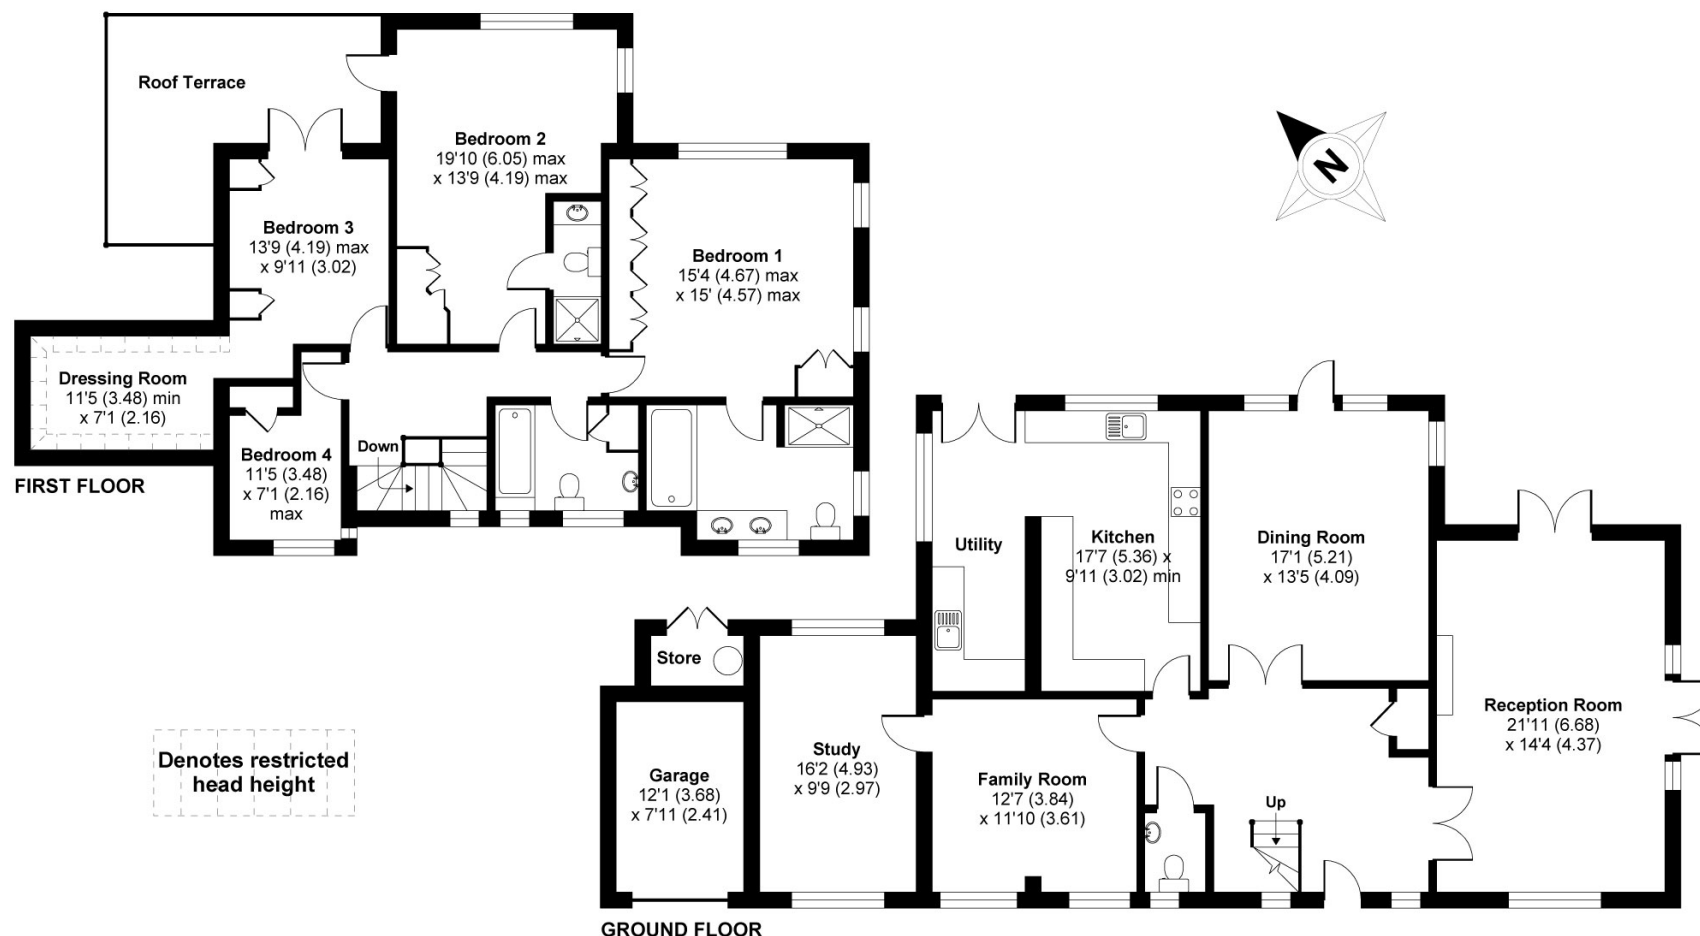 Roof Terrace
Bedroom 2
19'10 (6.05) max
x 13'9 (4.19) max
Bedroom 3
13'9 (4.19) max
x 9'11 (3.02)
Bedroom 1
15'4 (4.67) max
x 15' (4.57) max
N
Dressing Room
11'5 (3.48) min
x 7'1 (2.16)
Bedroom 4
11'5 (3.48)
x 7'1 (2.16)
max
Down
FIRST FLOOR
Utility
Kitchen
17'7 (5.36) x
9'11 (3.02) min
Dining Room
17'1 (5.21)
x 13'5 (4.09)
Store
Reception Room
21'11 (6.68)
x 14'4 (4.37)
Study
16'2 (4.93)
x 9'9 (2.97)
Garage
12'1 (3.68)
x 7'11 (2.41)
Family Room
12'7 (3.84)
x 11'10 (3.61)
Up
Denotes restricted
head height
GROUND FLOOR